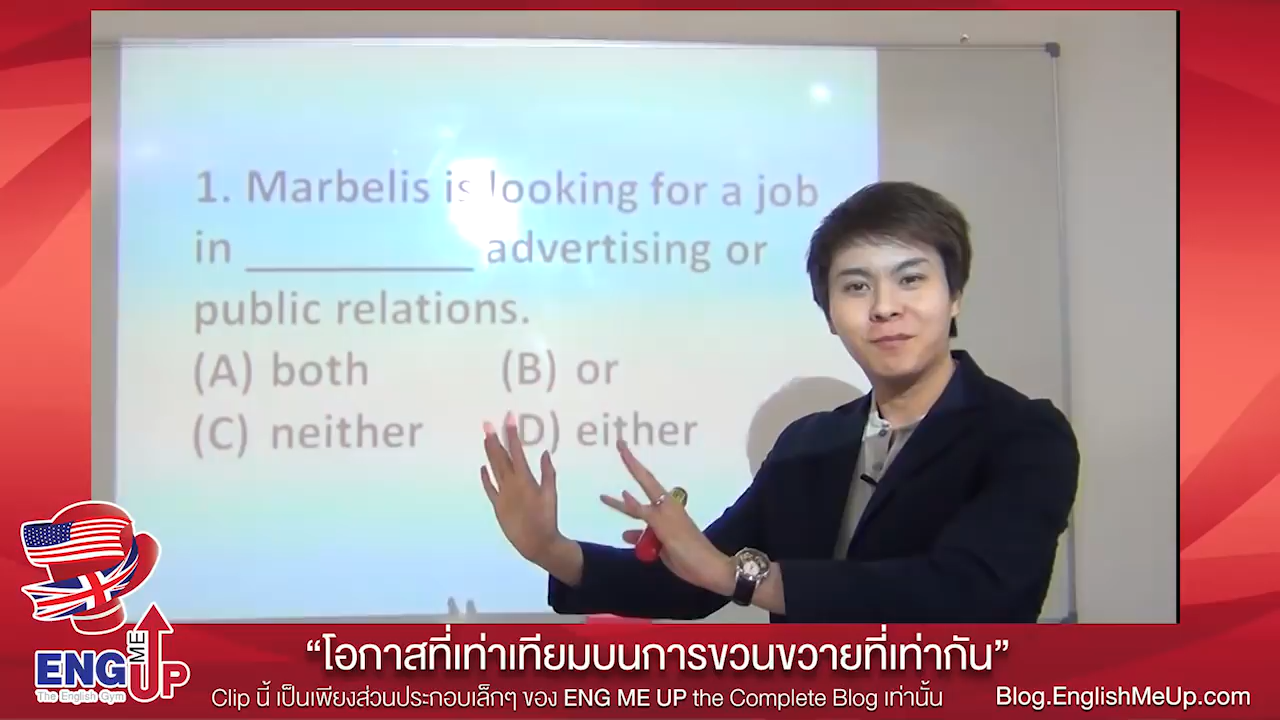 1. Marbelis is looking for a job
in __________ advertising or
public relations.
(A) both (B) or
(C) neither (D) either
ENG ME UP
The English Gym
“โอกาสที่เท่าเทียมบนการขวนขวายที่เท่ากัน”
Clip นี้ เป็นเพียงส่วนประกอบเล็กๆ ของ ENG ME UP the Complete Blog เท่านั้น
Blog.EnglishMeUp.com